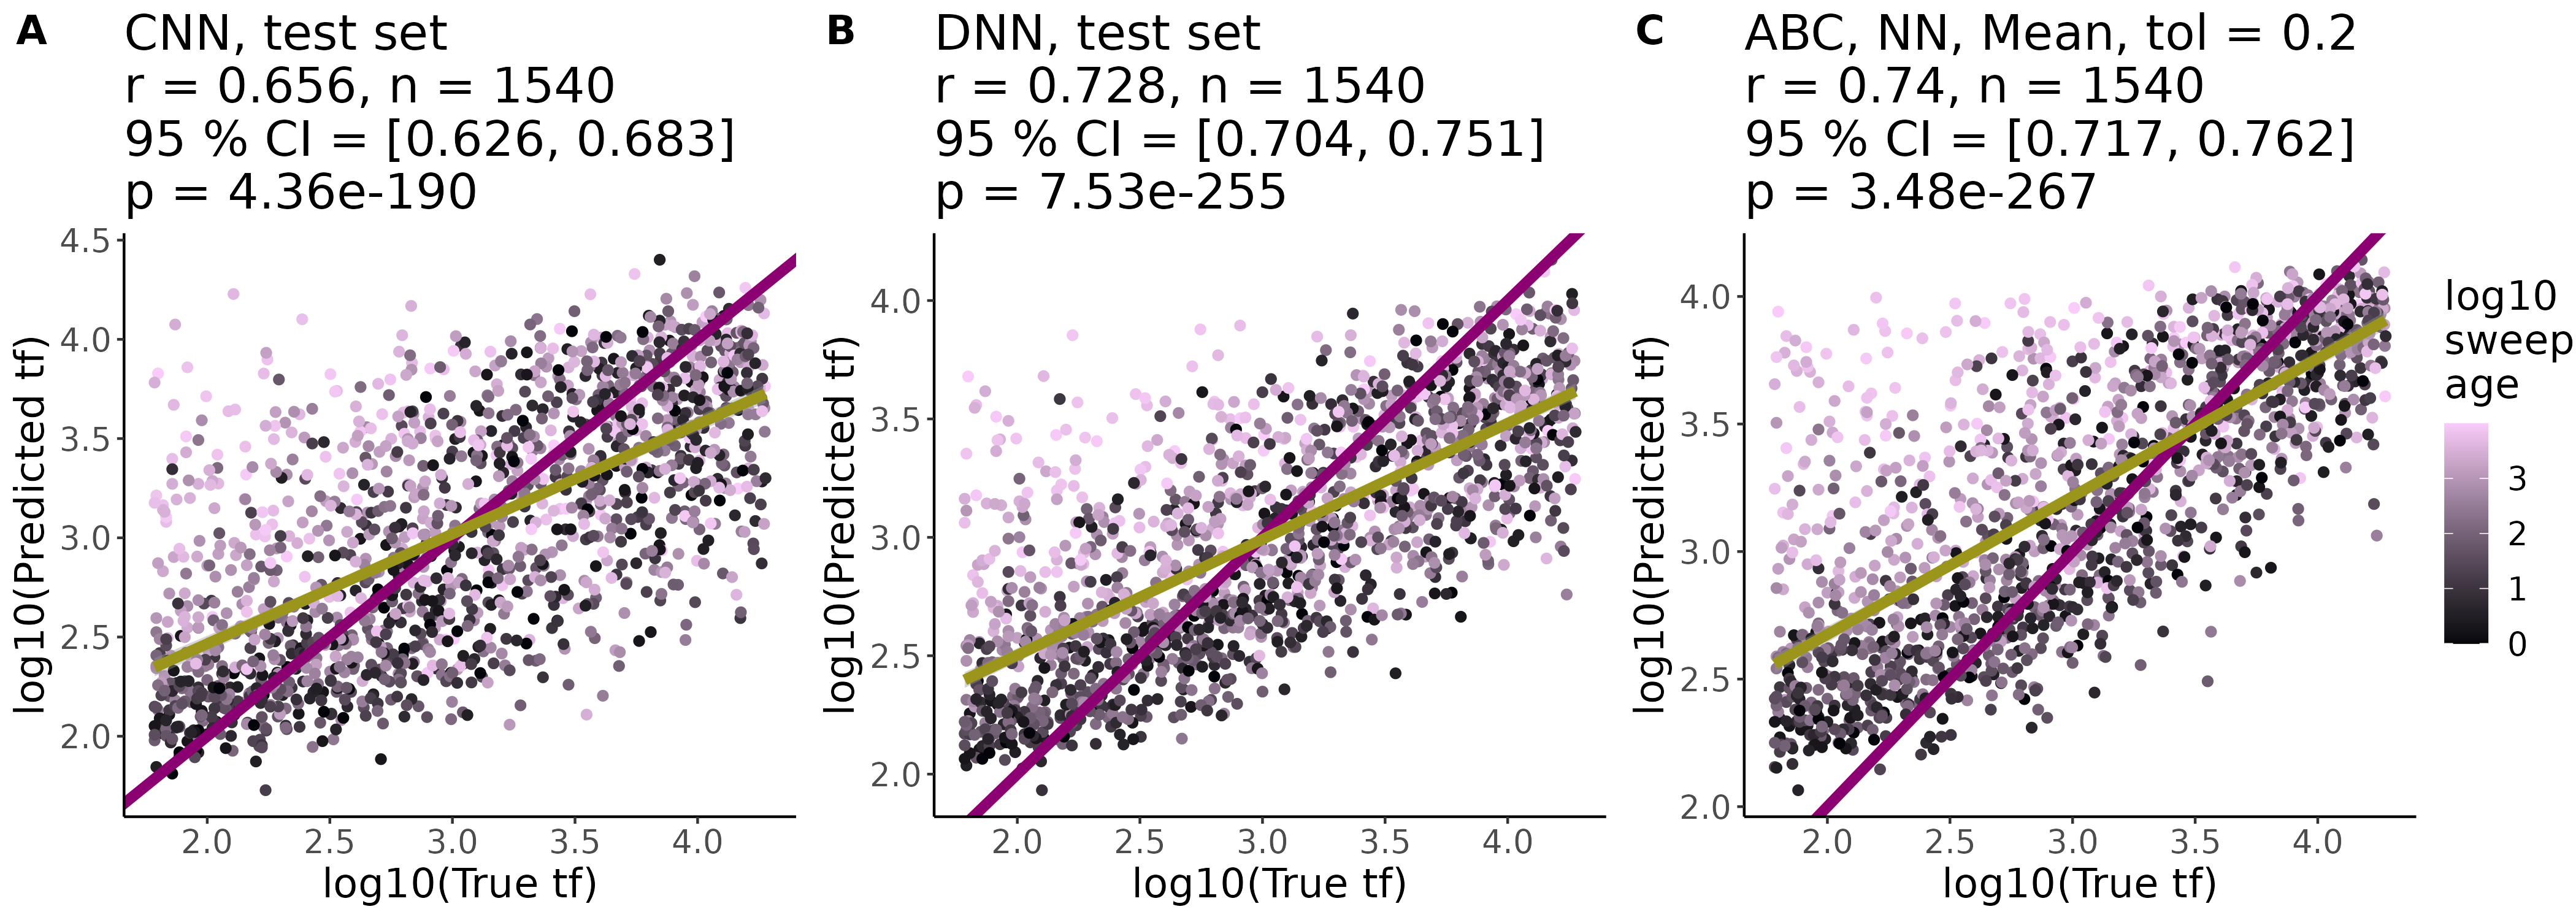 A
CNN, test set
r = 0.656, n = 1540
95 % CI = [0.626, 0.683]
p = 4.36e-190
4.5
4.0
3.5
3.0
2.5
2.0
log10(Predicted tf)
2.0 2.5 3.0 3.5 4.0
log10(True tf)
B
DNN, test set
r = 0.728, n = 1540
95 % CI = [0.704, 0.751]
p = 7.53e-255
4.0
3.5
3.0
2.5
2.0
log10(Predicted tf)
2.0 2.5 3.0 3.5 4.0
log10(True tf)
C
ABC, NN, Mean, tol = 0.2
r = 0.74, n = 1540
95 % CI = [0.717, 0.762]
p = 3.48e-267
4.0
3.5
3.0
2.5
2.0
log10(Predicted tf)
2.0 2.5 3.0 3.5 4.0
log10(True tf)
log10
sweep
age
3
2
1
0